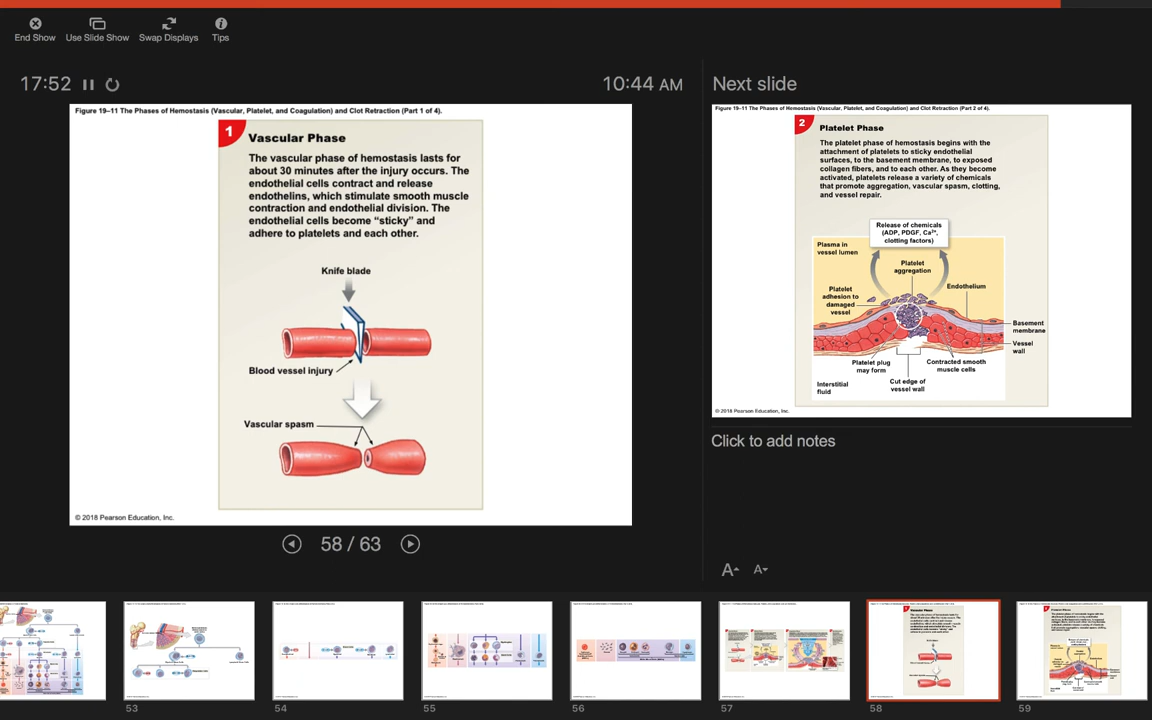 End Show
Use Slide Show
Swap Displays
Tips
17:52
10:44 AM
Figure 19–11 The Phases of Hemostasis (Vascular, Platelet, and Coagulation) and Clot Retraction (Part 1 of 4).
1
Vascular Phase
The vascular phase of hemostasis lasts for
about 30 minutes after the injury occurs. The
endothelial cells contract and release
endothelins, which stimulate smooth muscle
contraction and endothelial division. The
endothelial cells become “sticky” and
adhere to platelets and each other.
Knife blade
Blood vessel injury
Vascular spasm
© 2018 Pearson Education, Inc.
58 / 63
Next slide
Figure 19–11 The Phases of Hemostasis (Vascular, Platelet, and Coagulation) and Clot Retraction (Part 2 of 4).
2
Platelet Phase
The platelet phase of hemostasis begins with the
attachment of platelets to sticky endothelial
surfaces, to the basement membrane, to exposed
collagen fibers, and to each other. As they become
activated, platelets release a variety of chemicals
that promote aggregation, vascular spasm, clotting,
and vessel repair.
Release of chemicals
(ADP, PDGF, Ca²⁺,
clotting factors)
Plasma in
vessel lumen
Platelet
aggregation
Platelet
adhesion to
damaged
vessel
Endothelium
Basement
membrane
Vessel
wall
Platelet plug
may form
Contracted smooth
muscle cells
Cut edge of
vessel wall
Interstitial
fluid
© 2018 Pearson Education, Inc.
Click to add notes
A A
53
54
55
56
57
58
59